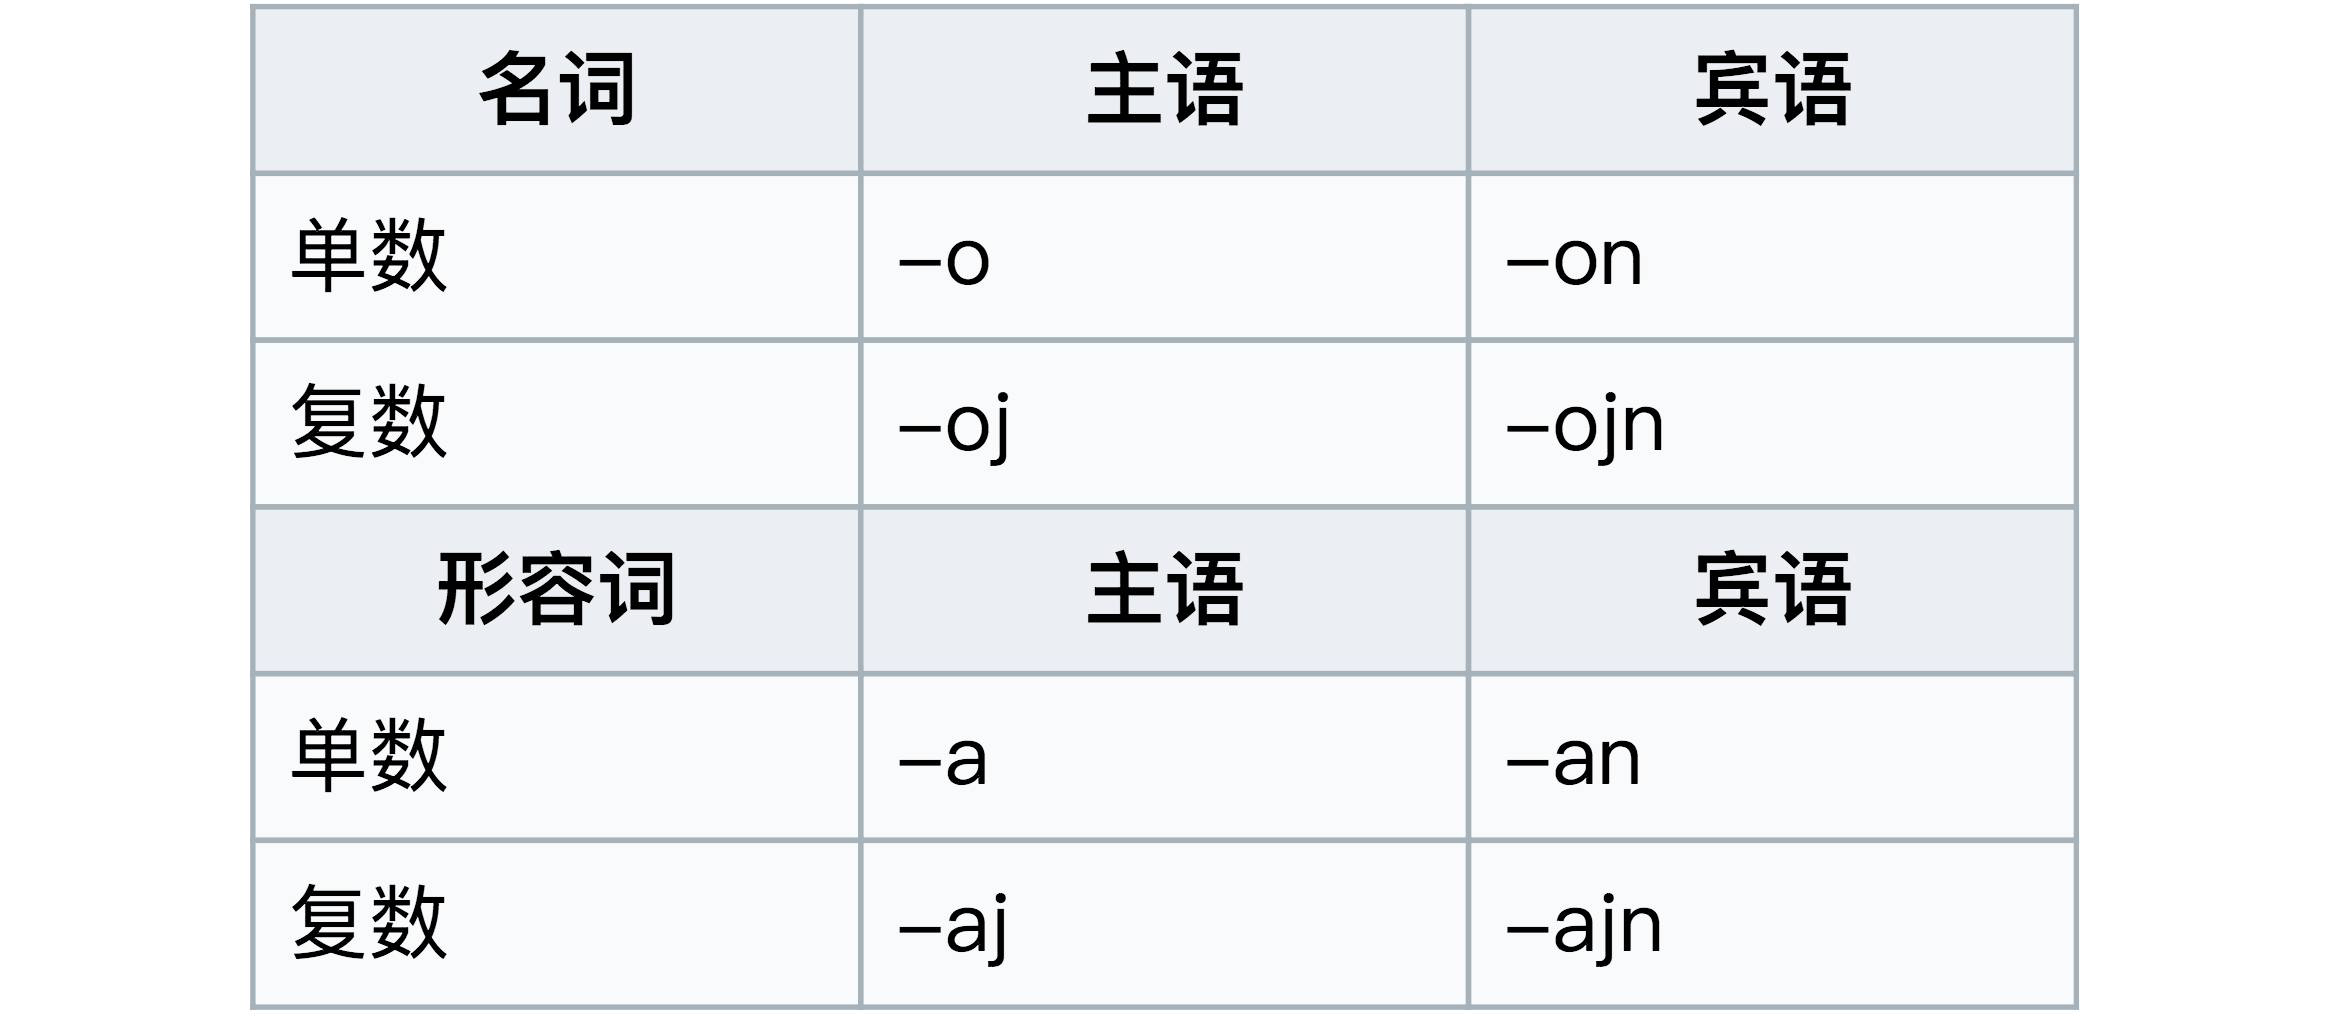 名词 主语 宾语
单数 –o –on
复数 –oj –ojn
形容词 主语 宾语
单数 –a –an
复数 –aj –ajn